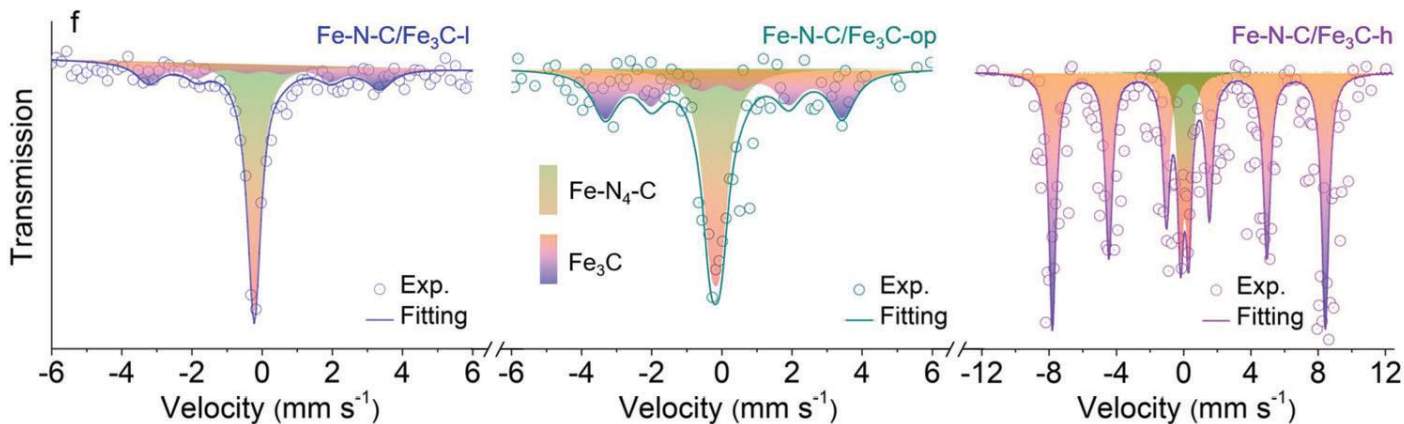 f
Fe-N-C/Fe₃C-l
Fe-N-C/Fe₃C-op
Fe-N-C/Fe₃C-h
Transmission
Fe-N₄-C
Fe₃C
Exp.
Fitting
Exp.
Fitting
Exp.
Fitting
-6 -4 -2 0 2 4 6
-6 -4 -2 0 2 4 6
-12 -8 -4 0 4 8 12
Velocity (mm s⁻¹)
Velocity (mm s⁻¹)
Velocity (mm s⁻¹)